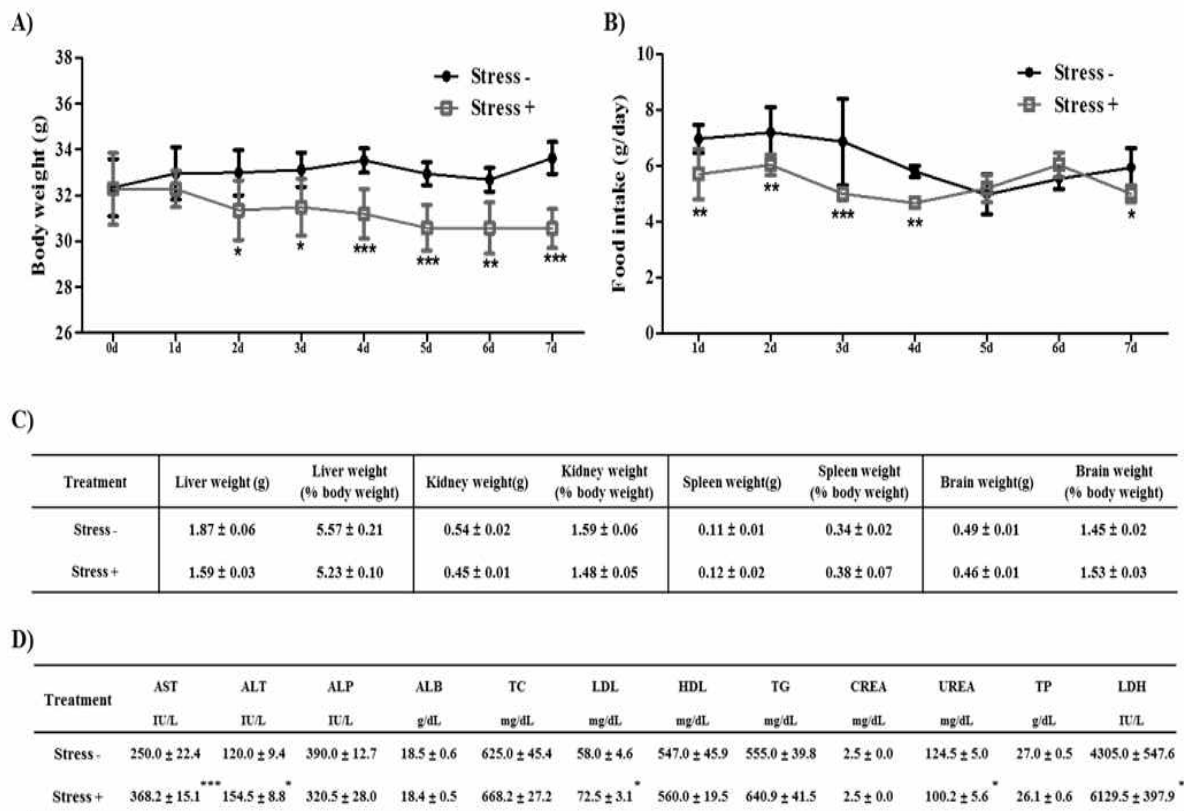 A)
B)
38
36
34
32
30
28
26
Body weight (g)
Stress -
Stress +
* * *** *** ** ***
0d 1d 2d 3d 4d 5d 6d 7d
10
8
6
4
2
0
Food intake (g/day)
Stress -
Stress +
** ** *** ** *
1d 2d 3d 4d 5d 6d 7d
C)
Treatment Liver weight (g) Liver weight (% body weight) Kidney weight(g) Kidney weight (% body weight) Spleen weight(g) Spleen weight (% body weight) Brain weight(g) Brain weight (% body weight)
Stress - 1.87 ± 0.06 5.57 ± 0.21 0.54 ± 0.02 1.59 ± 0.06 0.11 ± 0.01 0.34 ± 0.02 0.49 ± 0.01 1.45 ± 0.02
Stress + 1.59 ± 0.03 5.23 ± 0.10 0.45 ± 0.01 1.48 ± 0.05 0.12 ± 0.02 0.38 ± 0.07 0.46 ± 0.01 1.53 ± 0.03
D)
Treatment AST ALT ALP ALB TC LDL HDL TG CREA UREA TP LDH
IU/L IU/L IU/L g/dL mg/dL mg/dL mg/dL mg/dL mg/dL mg/dL g/dL IU/L
Stress - 250.0 ± 22.4 120.0 ± 9.4 390.0 ± 12.7 18.5 ± 0.6 625.0 ± 45.4 58.0 ± 4.6 547.0 ± 45.9 555.0 ± 39.8 2.5 ± 0.0 124.5 ± 5.0 27.0 ± 0.5 4305.0 ± 547.6
Stress + 368.2 ± 15.1 *** 154.5 ± 8.8 * 320.5 ± 28.0 18.4 ± 0.5 668.2 ± 27.2 72.5 ± 3.1 * 560.0 ± 19.5 640.9 ± 41.5 2.5 ± 0.0 100.2 ± 5.6 * 26.1 ± 0.6 6129.5 ± 397.9 *